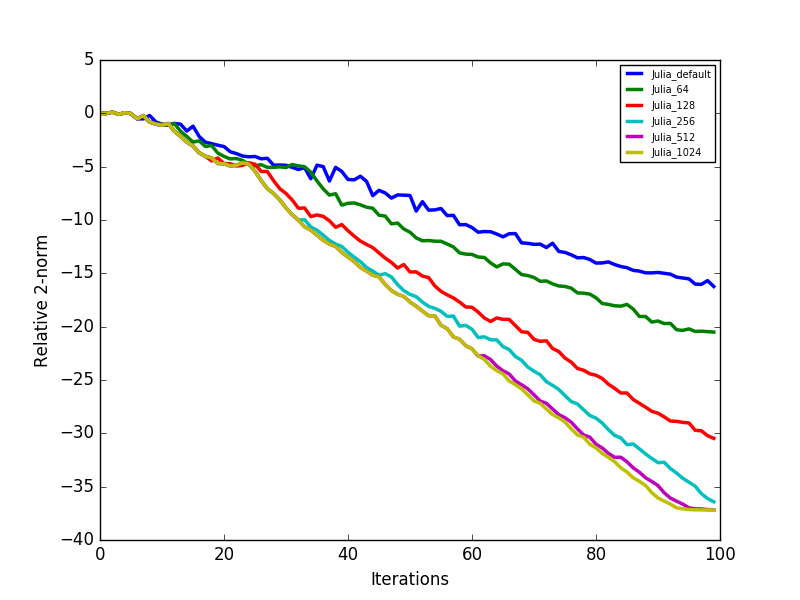 5
0
−5
−10
−15
−20
−25
−30
−35
−40
0
20
40
60
80
100
Relative 2-norm
Iterations
Julia_default
Julia_64
Julia_128
Julia_256
Julia_512
Julia_1024